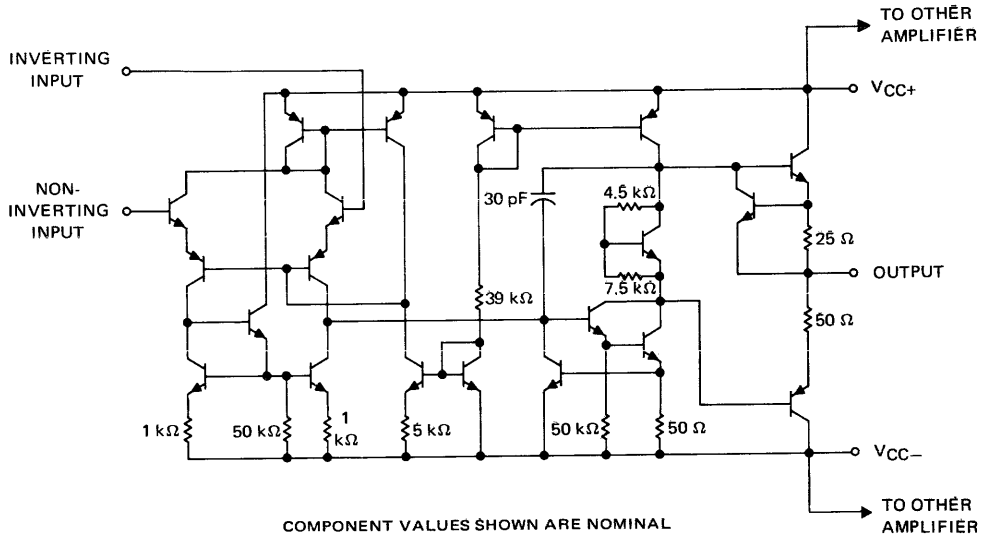 TO OTHER
AMPLIFIER
INVERTING
INPUT
VCC+
NON-
INVERTING
INPUT
30 pF
4.5 kΩ
25 Ω
7.5 kΩ
OUTPUT
39 kΩ
50 Ω
1 kΩ
50 kΩ
1
kΩ
5 kΩ
50 kΩ
50 Ω
VCC−
TO OTHER
AMPLIFIER
COMPONENT VALUES SHOWN ARE NOMINAL